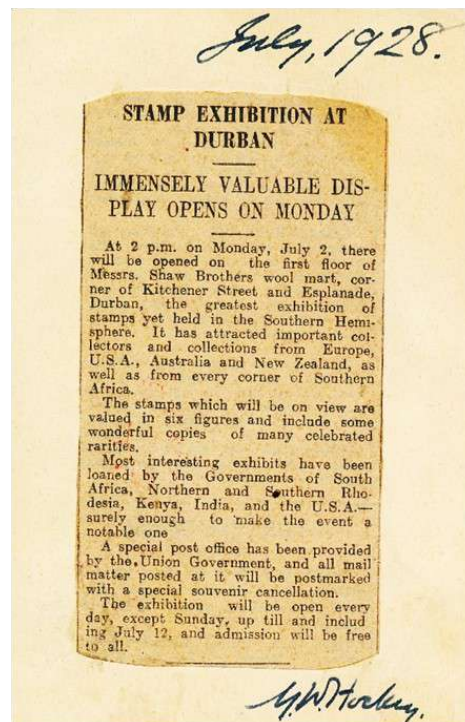 July, 1928.
STAMP EXHIBITION AT
DURBAN
IMMENSELY VALUABLE DIS-
PLAY OPENS ON MONDAY
At 2 p.m. on Monday, July 2, there
will be opened on the first floor of
Messrs. Shaw Brothers wool mart, cor-
ner of Kitchener Street and Esplanade,
Durban, the greatest exhibition of
stamps yet held in the Southern Hemi-
sphere. It has attracted important col-
lectors and collections from Europe,
U.S.A., Australia and New Zealand, as
well as from every corner of Southern
Africa.
The stamps which will be on view are
valued in six figures and include some
wonderful copies of many celebrated
rarities.
Most interesting exhibits have been
loaned by the Governments of South
Africa, Northern and Southern Rho-
desia, Kenya, India, and the U.S.A.—
surely enough to make the event a
notable one
A special post office has been provided
by the Union Government, and all mail
matter posted at it will be postmarked
with a special souvenir cancellation.
The exhibition will be open every
day, except Sunday, up till and includ
ing July 12, and admission will be free
to all.